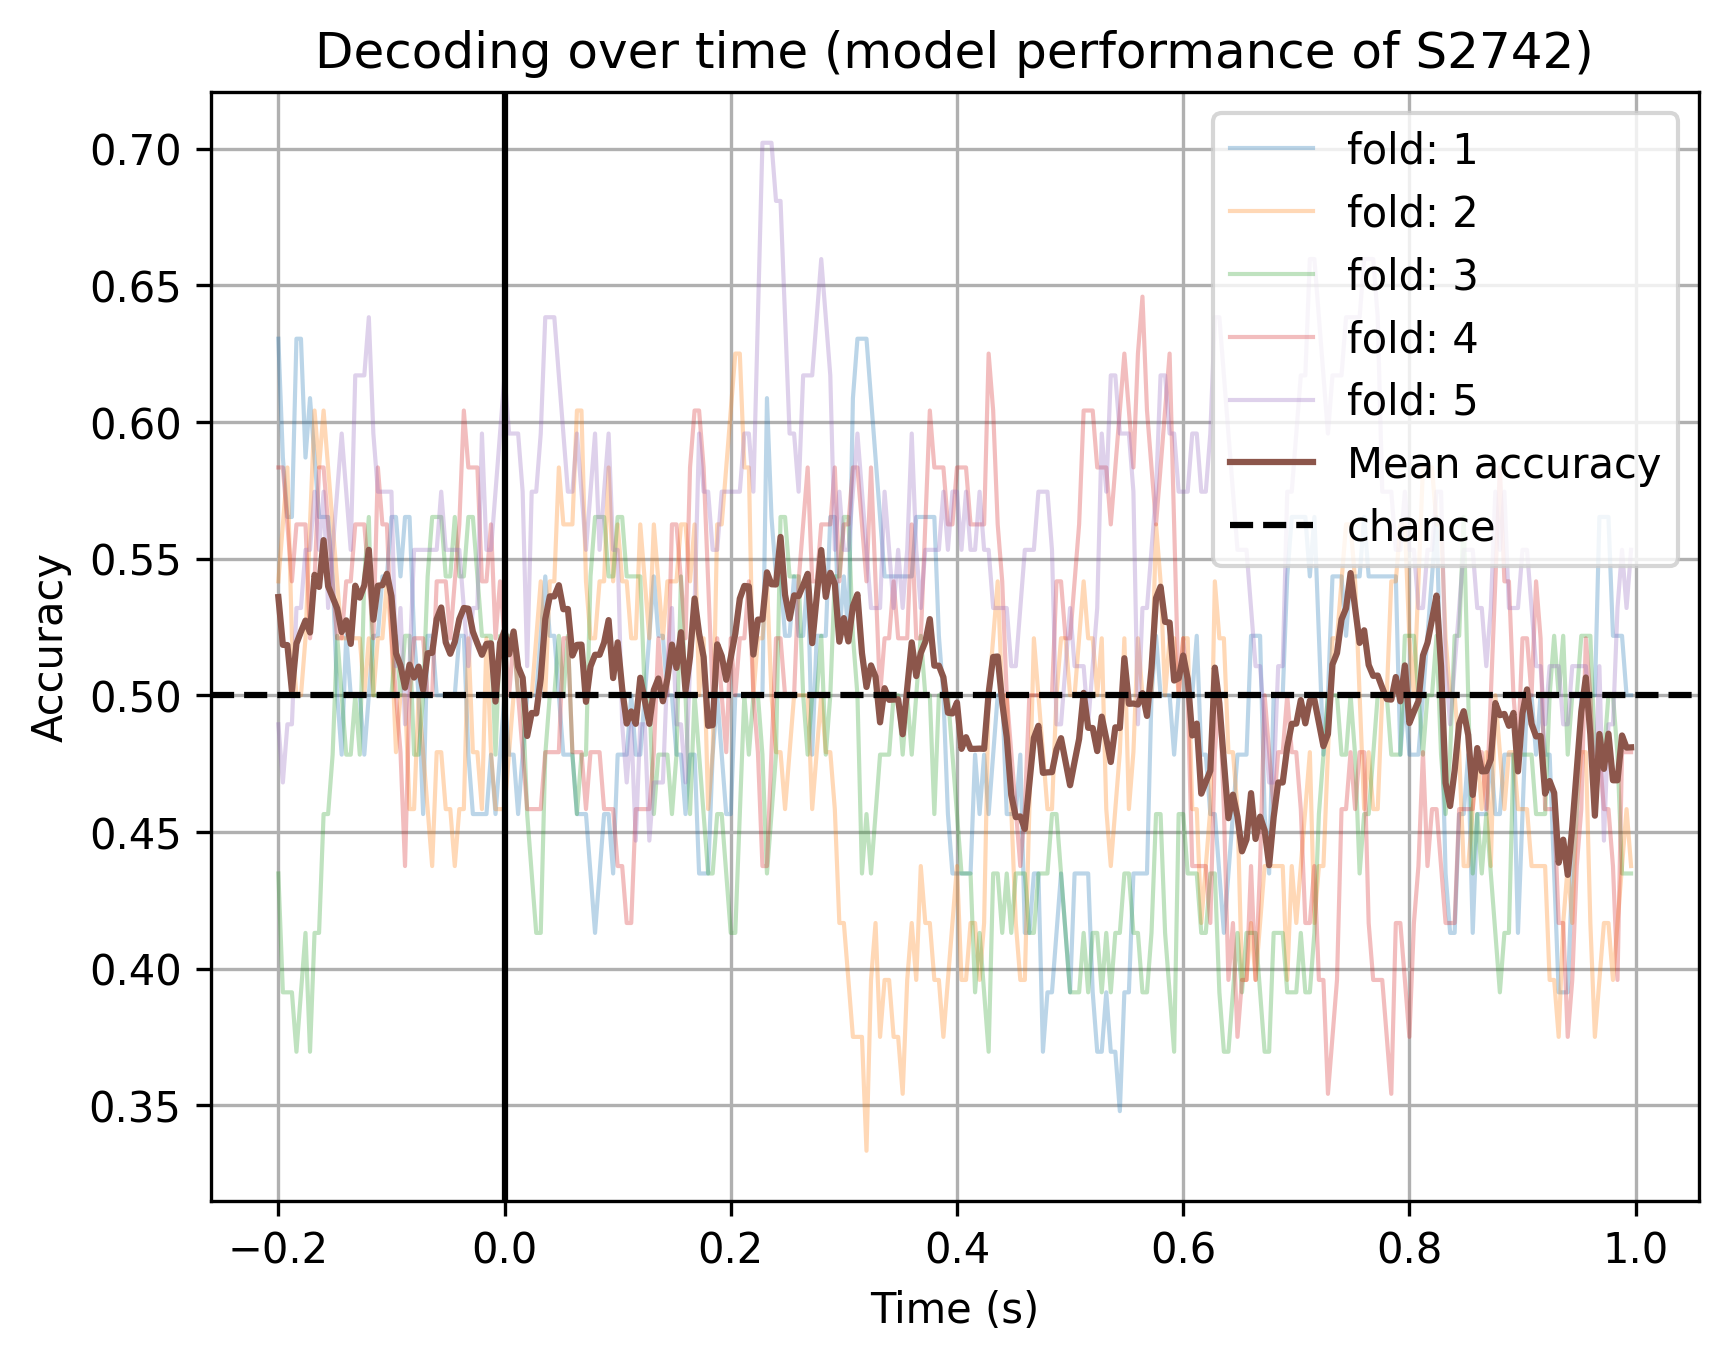 Decoding over time (model performance of S2742)
Accuracy
0.70
0.65
0.60
0.55
0.50
0.45
0.40
0.35
fold: 1
fold: 2
fold: 3
fold: 4
fold: 5
Mean accuracy
chance
−0.2
0.0
0.2
0.4
0.6
0.8
1.0
Time (s)